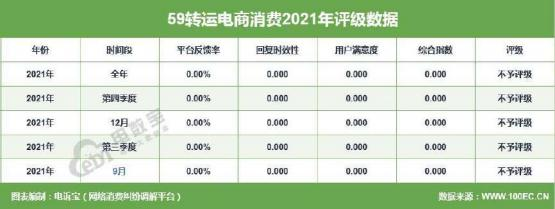 59转运电商消费2021年评级数据
年份 时间段 平台反馈率 回复时效性 用户满意度 综合指数 评级
2021年 全年 0.00% 0.000 0.000 0.000 不予评级
2021年 第四季度 0.00% 0.000 0.000 0.000 不予评级
2021年 12月 0.00% 0.000 0.000 0.000 不予评级
2021年 第三季度 0.00% 0.000 0.000 0.000 不予评级
2021年 9月 0.00% 0.000 0.000 0.000 不予评级
电数宝
图表编制：电诉宝（网络消费纠纷调解平台） 数据来源：WWW.100EC.CN